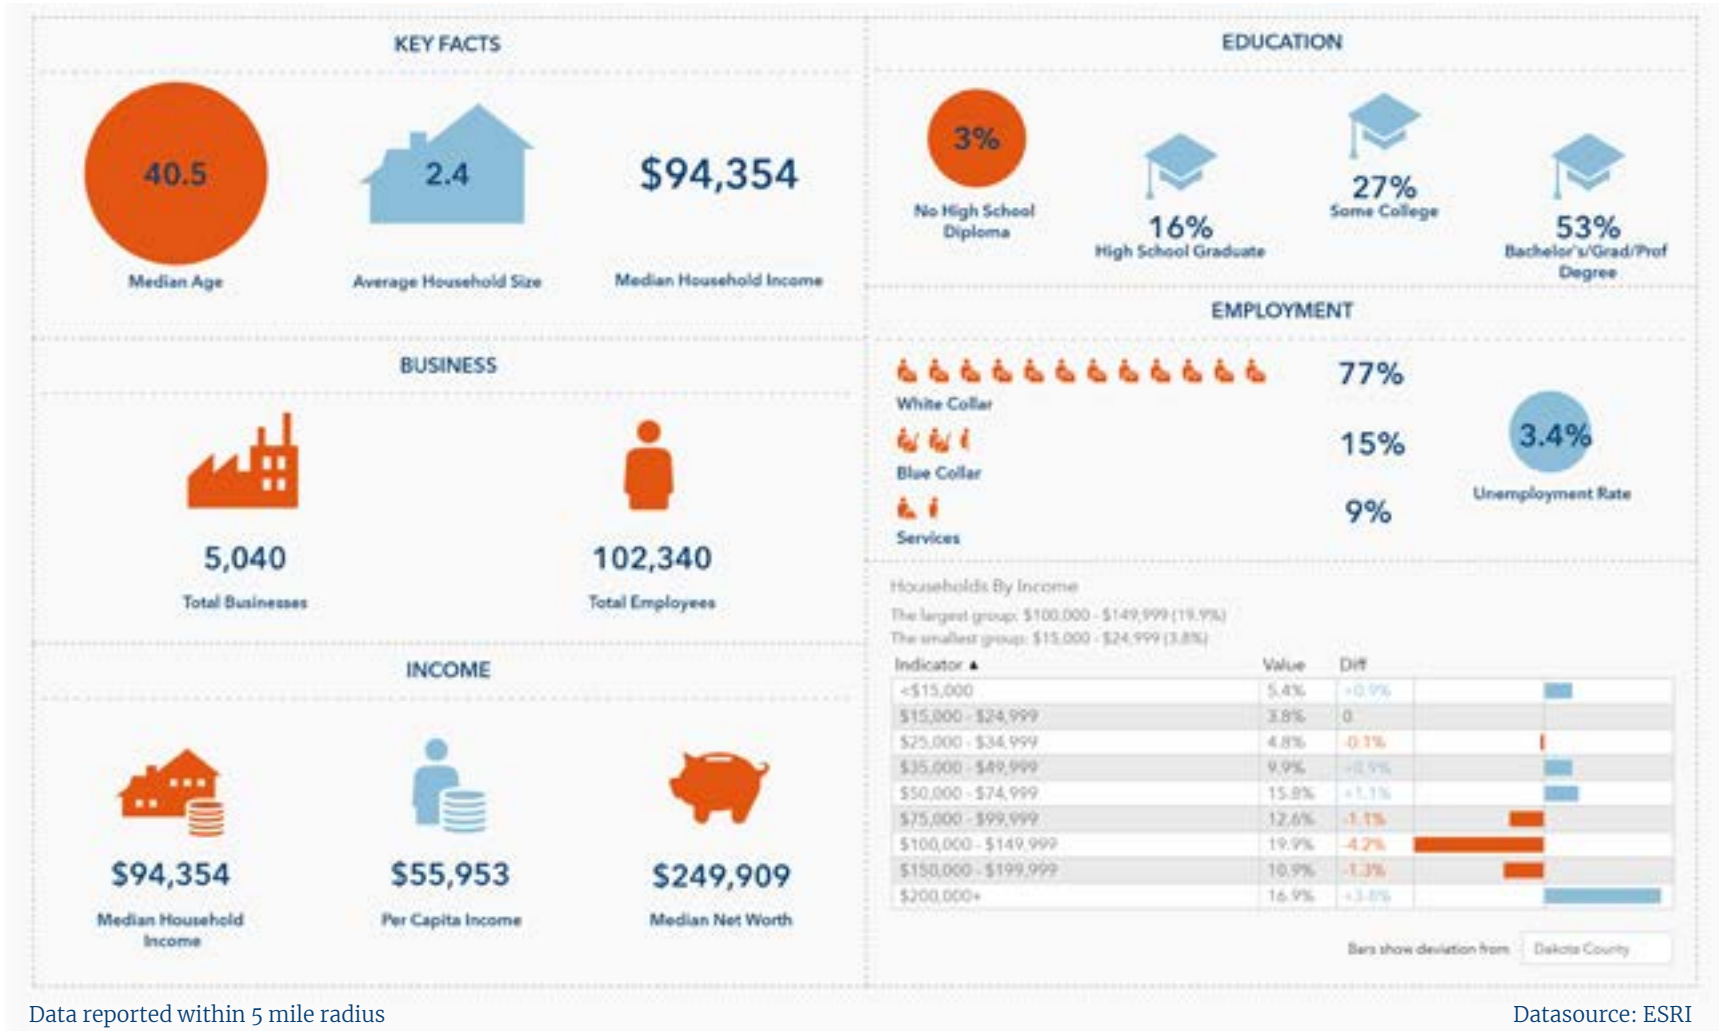 KEY FACTS
40.5
Median Age
2.4
Average Household Size
$94,354
Median Household Income
BUSINESS
5,040
Total Businesses
102,340
Total Employees
INCOME
$94,354
Median Household
Income
$55,953
Per Capita Income
$249,909
Median Net Worth
EDUCATION
3%
No High School
Diploma
16%
High School Graduate
27%
Some College
53%
Bachelor's/Grad/Prof
Degree
EMPLOYMENT
77%
White Collar
15%
Blue Collar
9%
Services
3.4%
Unemployment Rate
Households By Income
The largest group: $100,000 - $149,999 (19.9%)
The smallest group: $15,000 - $24,999 (3.8%)
Indicator ▲ Value Diff
<$15,000 5.4% +0.9%
$15,000 - $24,999 3.8% 0
$25,000 - $34,999 4.8% -0.1%
$35,000 - $49,999 9.9% +0.9%
$50,000 - $74,999 15.8% +1.1%
$75,000 - $99,999 12.6% -1.1%
$100,000 - $149,999 19.9% -4.2%
$150,000 - $199,999 10.9% -1.3%
$200,000+ 16.9% +3.8%
Bars show deviation from Dakota County
Data reported within 5 mile radius
Datasource: ESRI